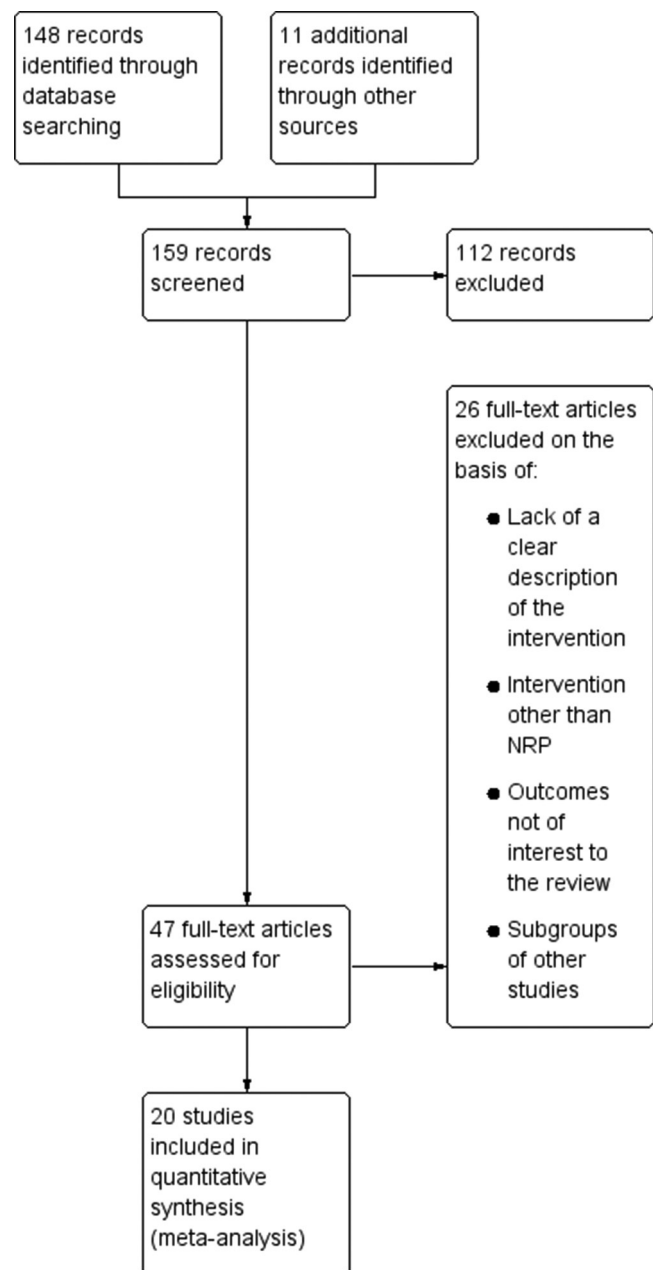 148 records
identified through
database
searching
11 additional
records identified
through other
sources
159 records
screened
112 records
excluded
26 full-text articles
excluded on the
basis of:
● Lack of a
clear
description
of the
intervention
● Intervention
other than
NRP
● Outcomes
not of
interest to
the review
● Subgroups
of other
studies
47 full-text articles
assessed for
eligibility
20 studies
included in
quantitative
synthesis
(meta-analysis)